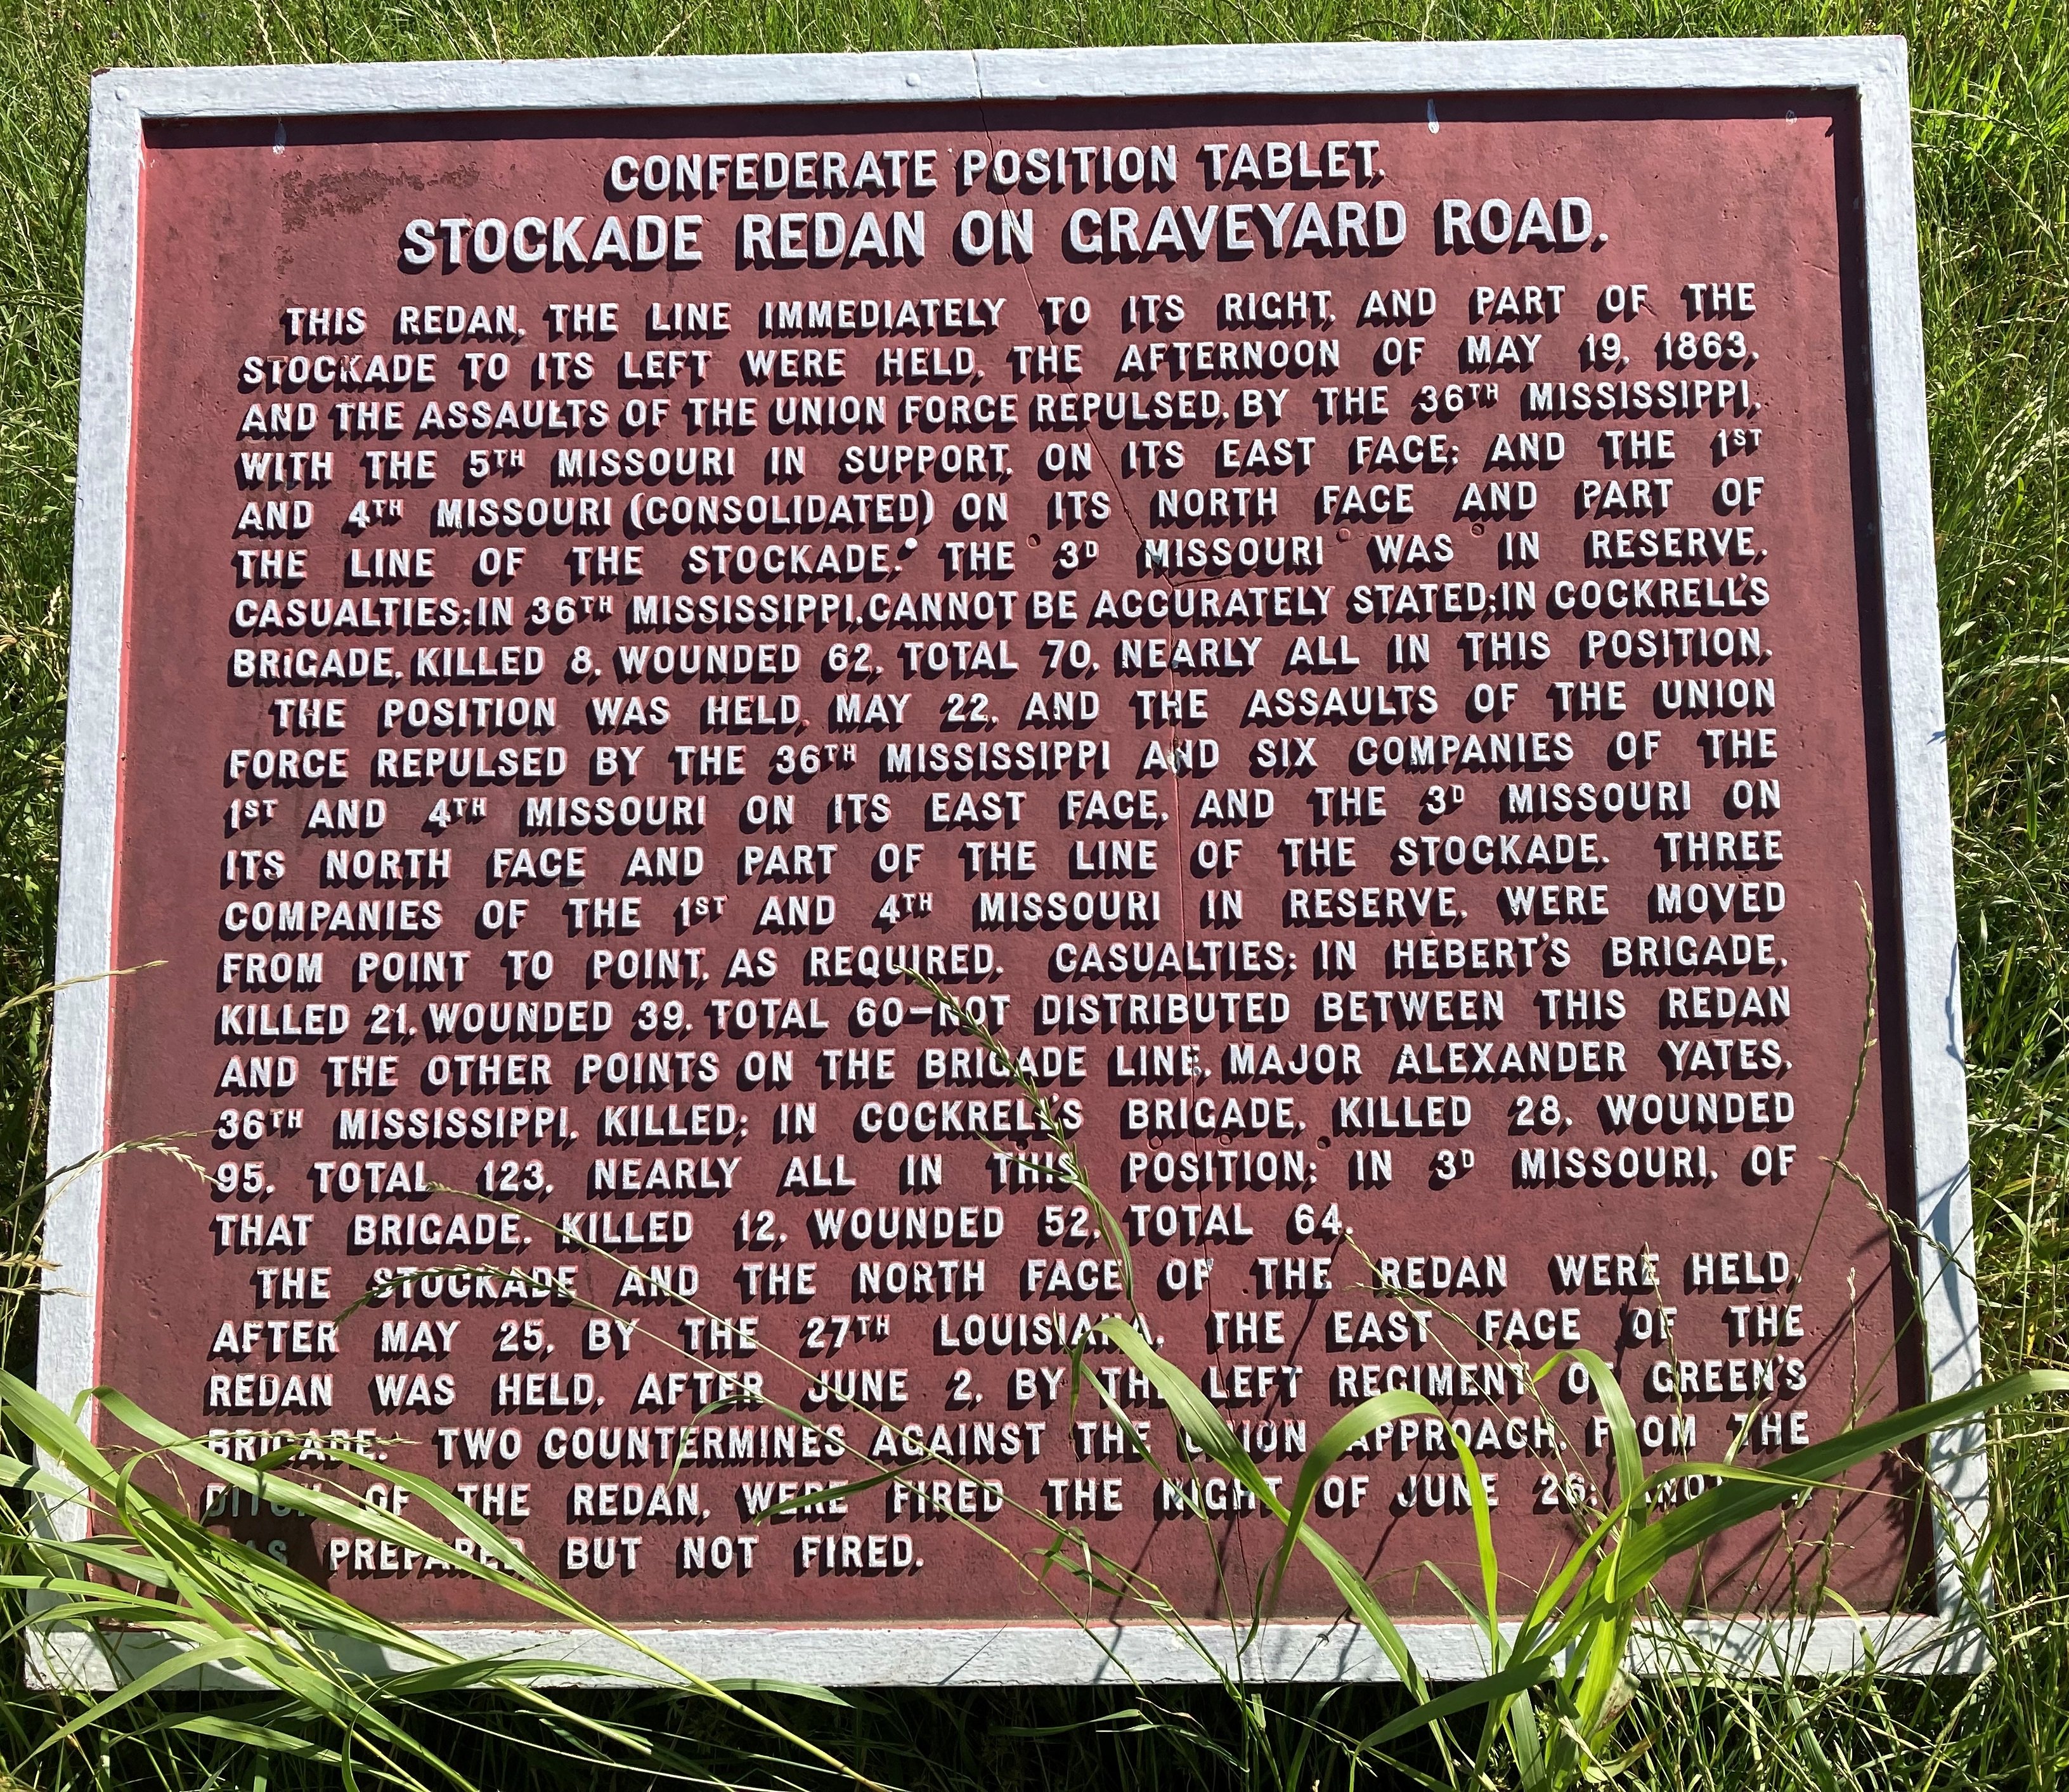 CONFEDERATE POSITION TABLET.
STOCKADE REDAN ON GRAVEYARD ROAD.
THIS REDAN, THE LINE IMMEDIATELY TO ITS RIGHT, AND PART OF THE
STOCKADE TO ITS LEFT WERE HELD, THE AFTERNOON OF MAY 19, 1863,
AND THE ASSAULTS OF THE UNION FORCE REPULSED, BY THE 36TH MISSISSIPPI,
WITH THE 5TH MISSOURI IN SUPPORT, ON ITS EAST FACE; AND THE 1ST
AND 4TH MISSOURI (CONSOLIDATED) ON ITS NORTH FACE AND PART OF
THE LINE OF THE STOCKADE. THE 3D MISSOURI WAS IN RESERVE.
CASUALTIES: IN 36TH MISSISSIPPI, CANNOT BE ACCURATELY STATED; IN COCKRELL'S
BRIGADE, KILLED 8, WOUNDED 62, TOTAL 70, NEARLY ALL IN THIS POSITION.
THE POSITION WAS HELD, MAY 22, AND THE ASSAULTS OF THE UNION
FORCE REPULSED BY THE 36TH MISSISSIPPI AND SIX COMPANIES OF THE
1ST AND 4TH MISSOURI ON ITS EAST FACE, AND THE 3D MISSOURI ON
ITS NORTH FACE AND PART OF THE LINE OF THE STOCKADE. THREE
COMPANIES OF THE 1ST AND 4TH MISSOURI IN RESERVE, WERE MOVED
FROM POINT TO POINT, AS REQUIRED. CASUALTIES: IN HÉBERT'S BRIGADE,
KILLED 21, WOUNDED 39, TOTAL 60—NOT DISTRIBUTED BETWEEN THIS REDAN
AND THE OTHER POINTS ON THE BRIGADE LINE, MAJOR ALEXANDER YATES,
36TH MISSISSIPPI, KILLED; IN COCKRELL'S BRIGADE, KILLED 28, WOUNDED
95, TOTAL 123, NEARLY ALL IN THIS POSITION; IN 3D MISSOURI, OF
THAT BRIGADE, KILLED 12, WOUNDED 52, TOTAL 64.
THE STOCKADE AND THE NORTH FACE OF THE REDAN WERE HELD,
AFTER MAY 25, BY THE 27TH LOUISIANA. THE EAST FACE OF THE
REDAN WAS HELD, AFTER JUNE 2, BY THE LEFT REGIMENT OF GREEN'S
BRIGADE. TWO COUNTERMINES AGAINST THE UNION APPROACH, FROM THE
DITCH OF THE REDAN, WERE FIRED THE NIGHT OF JUNE 26; ANOTHER
WAS PREPARED BUT NOT FIRED.